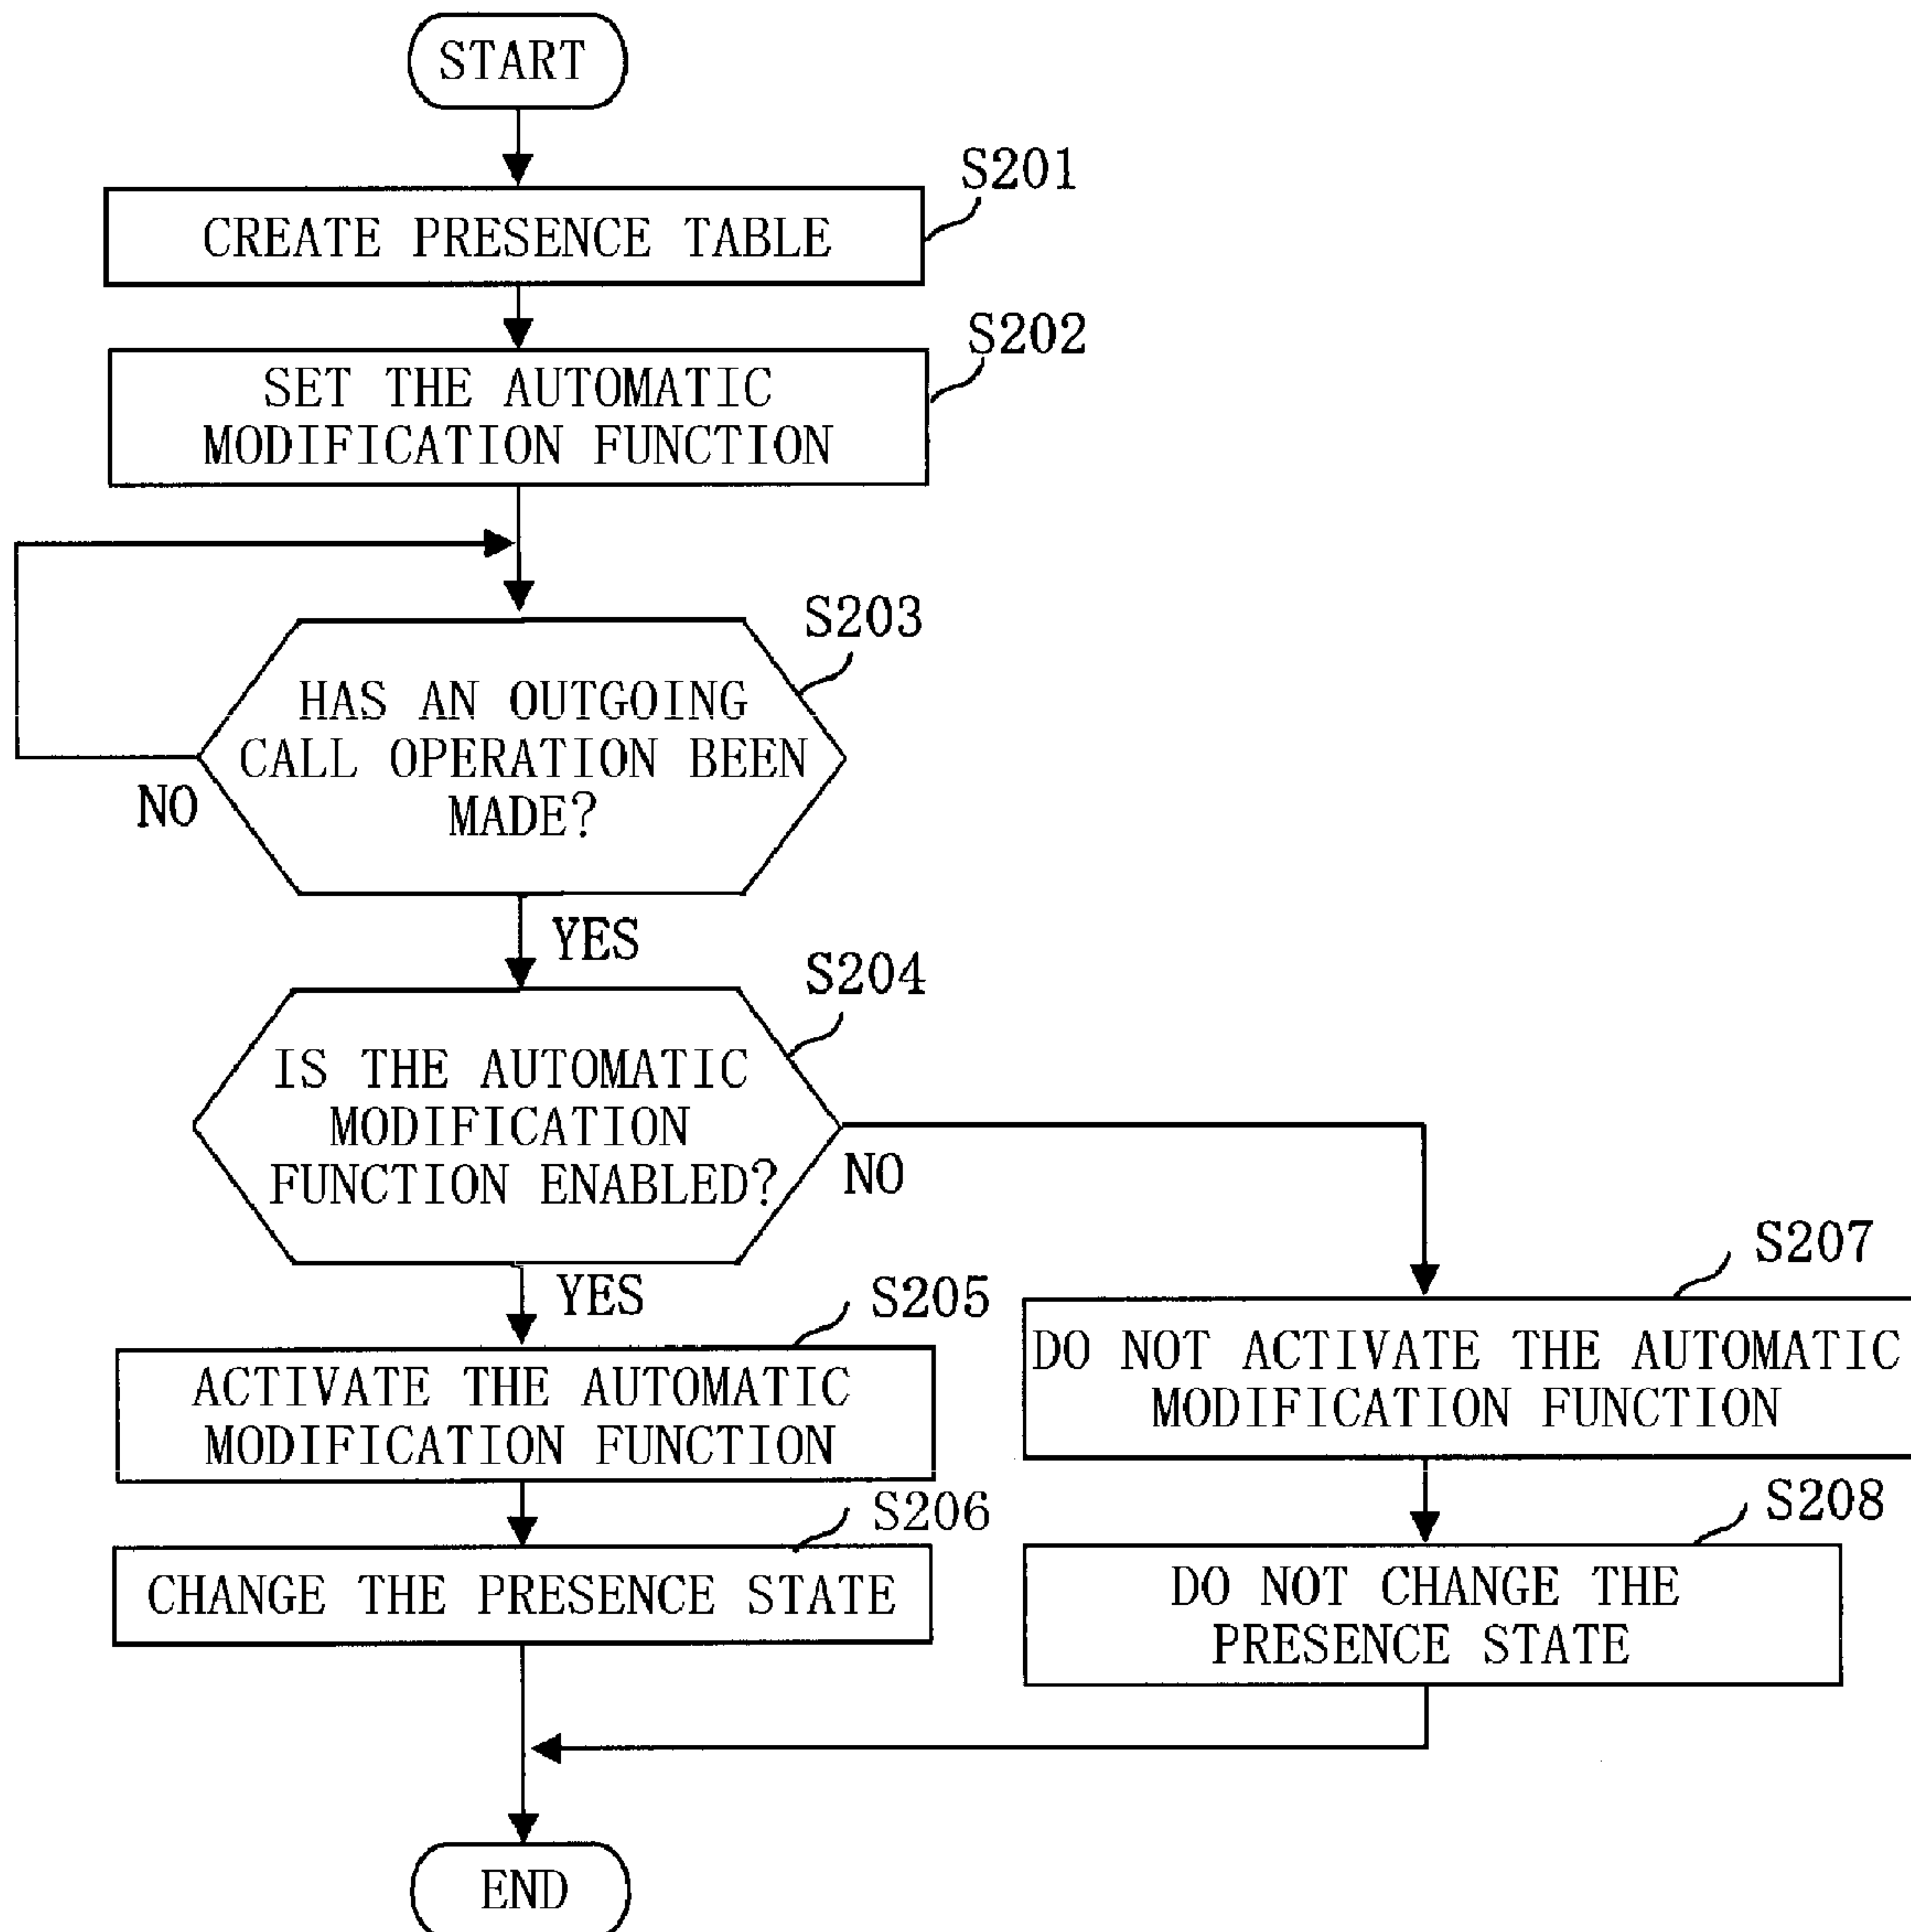 START
S201
CREATE PRESENCE TABLE
S202
SET THE AUTOMATIC
MODIFICATION FUNCTION
S203
HAS AN OUTGOING
CALL OPERATION BEEN
MADE?
NO
YES
S204
IS THE AUTOMATIC
MODIFICATION
FUNCTION ENABLED?
NO
YES
S205
ACTIVATE THE AUTOMATIC
MODIFICATION FUNCTION
S206
CHANGE THE PRESENCE STATE
S207
DO NOT ACTIVATE THE AUTOMATIC
MODIFICATION FUNCTION
S208
DO NOT CHANGE THE
PRESENCE STATE
END